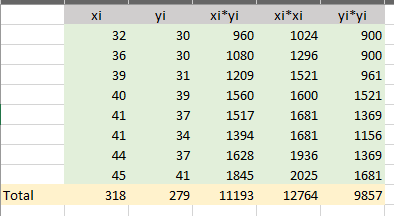 xi yi xi*yi xi*xi yi*yi
32 30 960 1024 900
36 30 1080 1296 900
39 31 1209 1521 961
40 39 1560 1600 1521
41 37 1517 1681 1369
41 34 1394 1681 1156
44 37 1628 1936 1369
45 41 1845 2025 1681
Total 318 279 11193 12764 9857